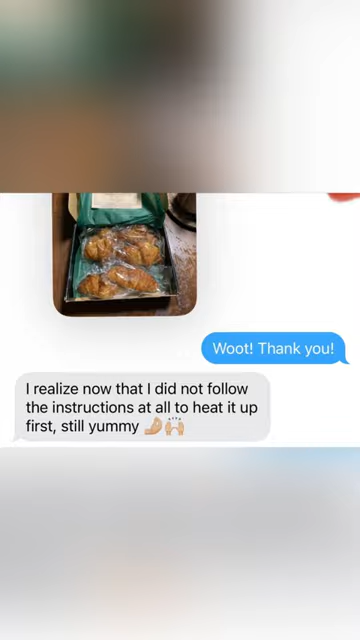 Woot! Thank you!
I realize now that I did not follow
the instructions at all to heat it up
first, still yummy 🤌🏼🙌🏼